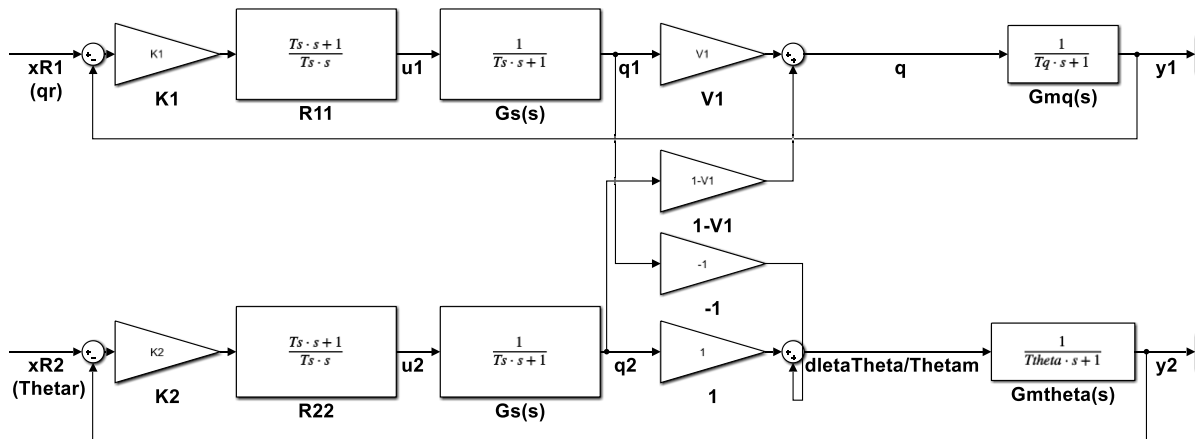 xR1
(qr)
K1
K1
Ts·s+1
Ts·s
R11
u1
1
Ts·s+1
Gs(s)
q1
V1
V1
q
1
Tq·s+1
Gmq(s)
y1
1-V1
1-V1
-1
-1
xR2
(Thetar)
K2
K2
Ts·s+1
Ts·s
R22
u2
1
Ts·s+1
Gs(s)
q2
1
1
dletaTheta/Thetam
1
Ttheta·s+1
Gmtheta(s)
y2